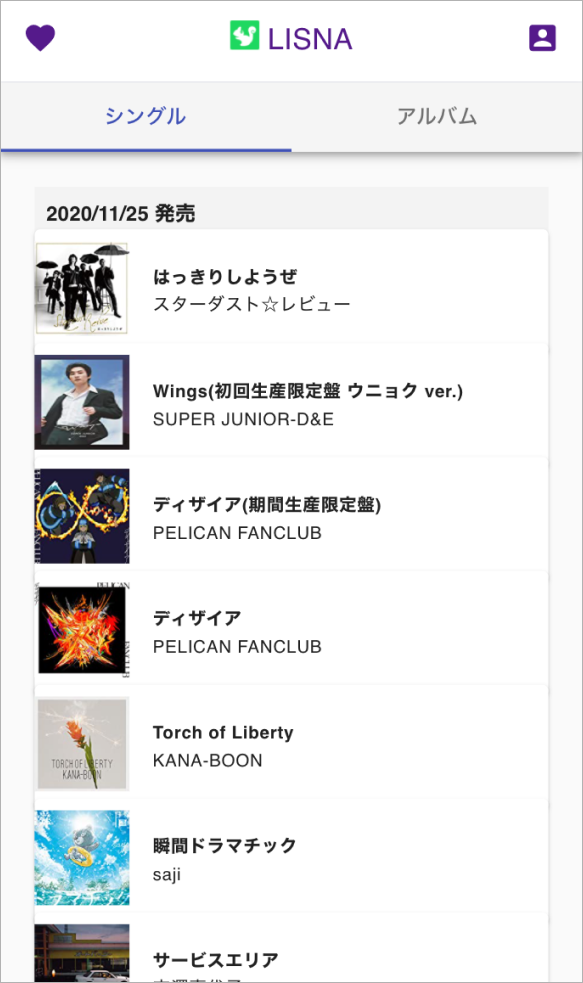 LISNA
シングル
アルバム
2020/11/25 発売
はっきりしようぜ
スターダスト☆レビュー
Wings(初回生産限定盤 ウニョク ver.)
SUPER JUNIOR-D&E
ディザイア(期間生産限定盤)
PELICAN FANCLUB
PELICAN
FANCLUB
ディザイア
PELICAN FANCLUB
TORCH OF LIBERTY
KANA-BOON
Torch of Liberty
KANA-BOON
瞬間ドラマチック
saji
サービスエリア